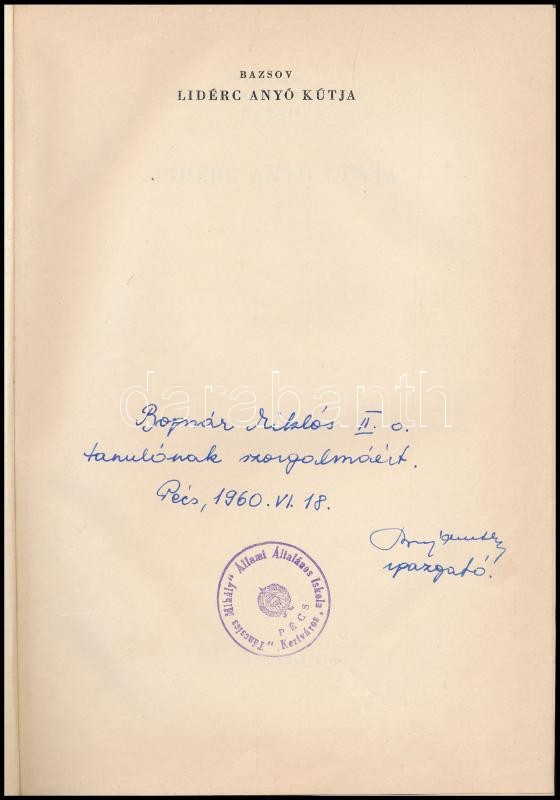 BAZSOV
LIDÉRC ANYÓ KÚTJA
darabanth
Bognár Miklós II. o.
tanulónak szorgalmáért.
Pécs, 1960. VI. 18.
igazgató.
"Táncsics Mihály" Állami Általános Iskola * Kertváros *
PÉCS